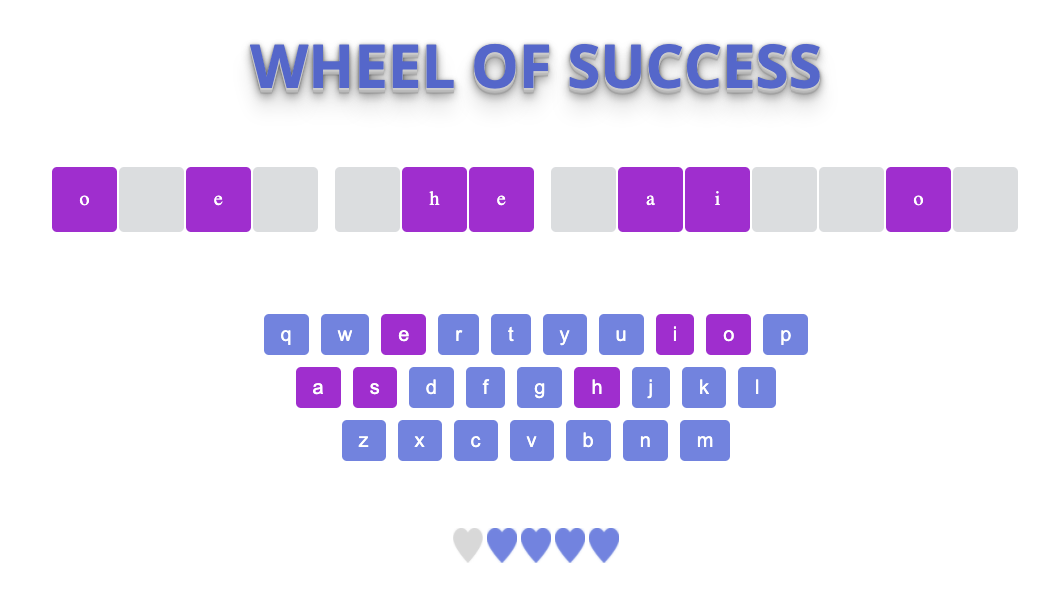 WHEEL OF SUCCESS
o e h e a i o
q w e r t y u i o p
a s d f g h j k l
z x c v b n m